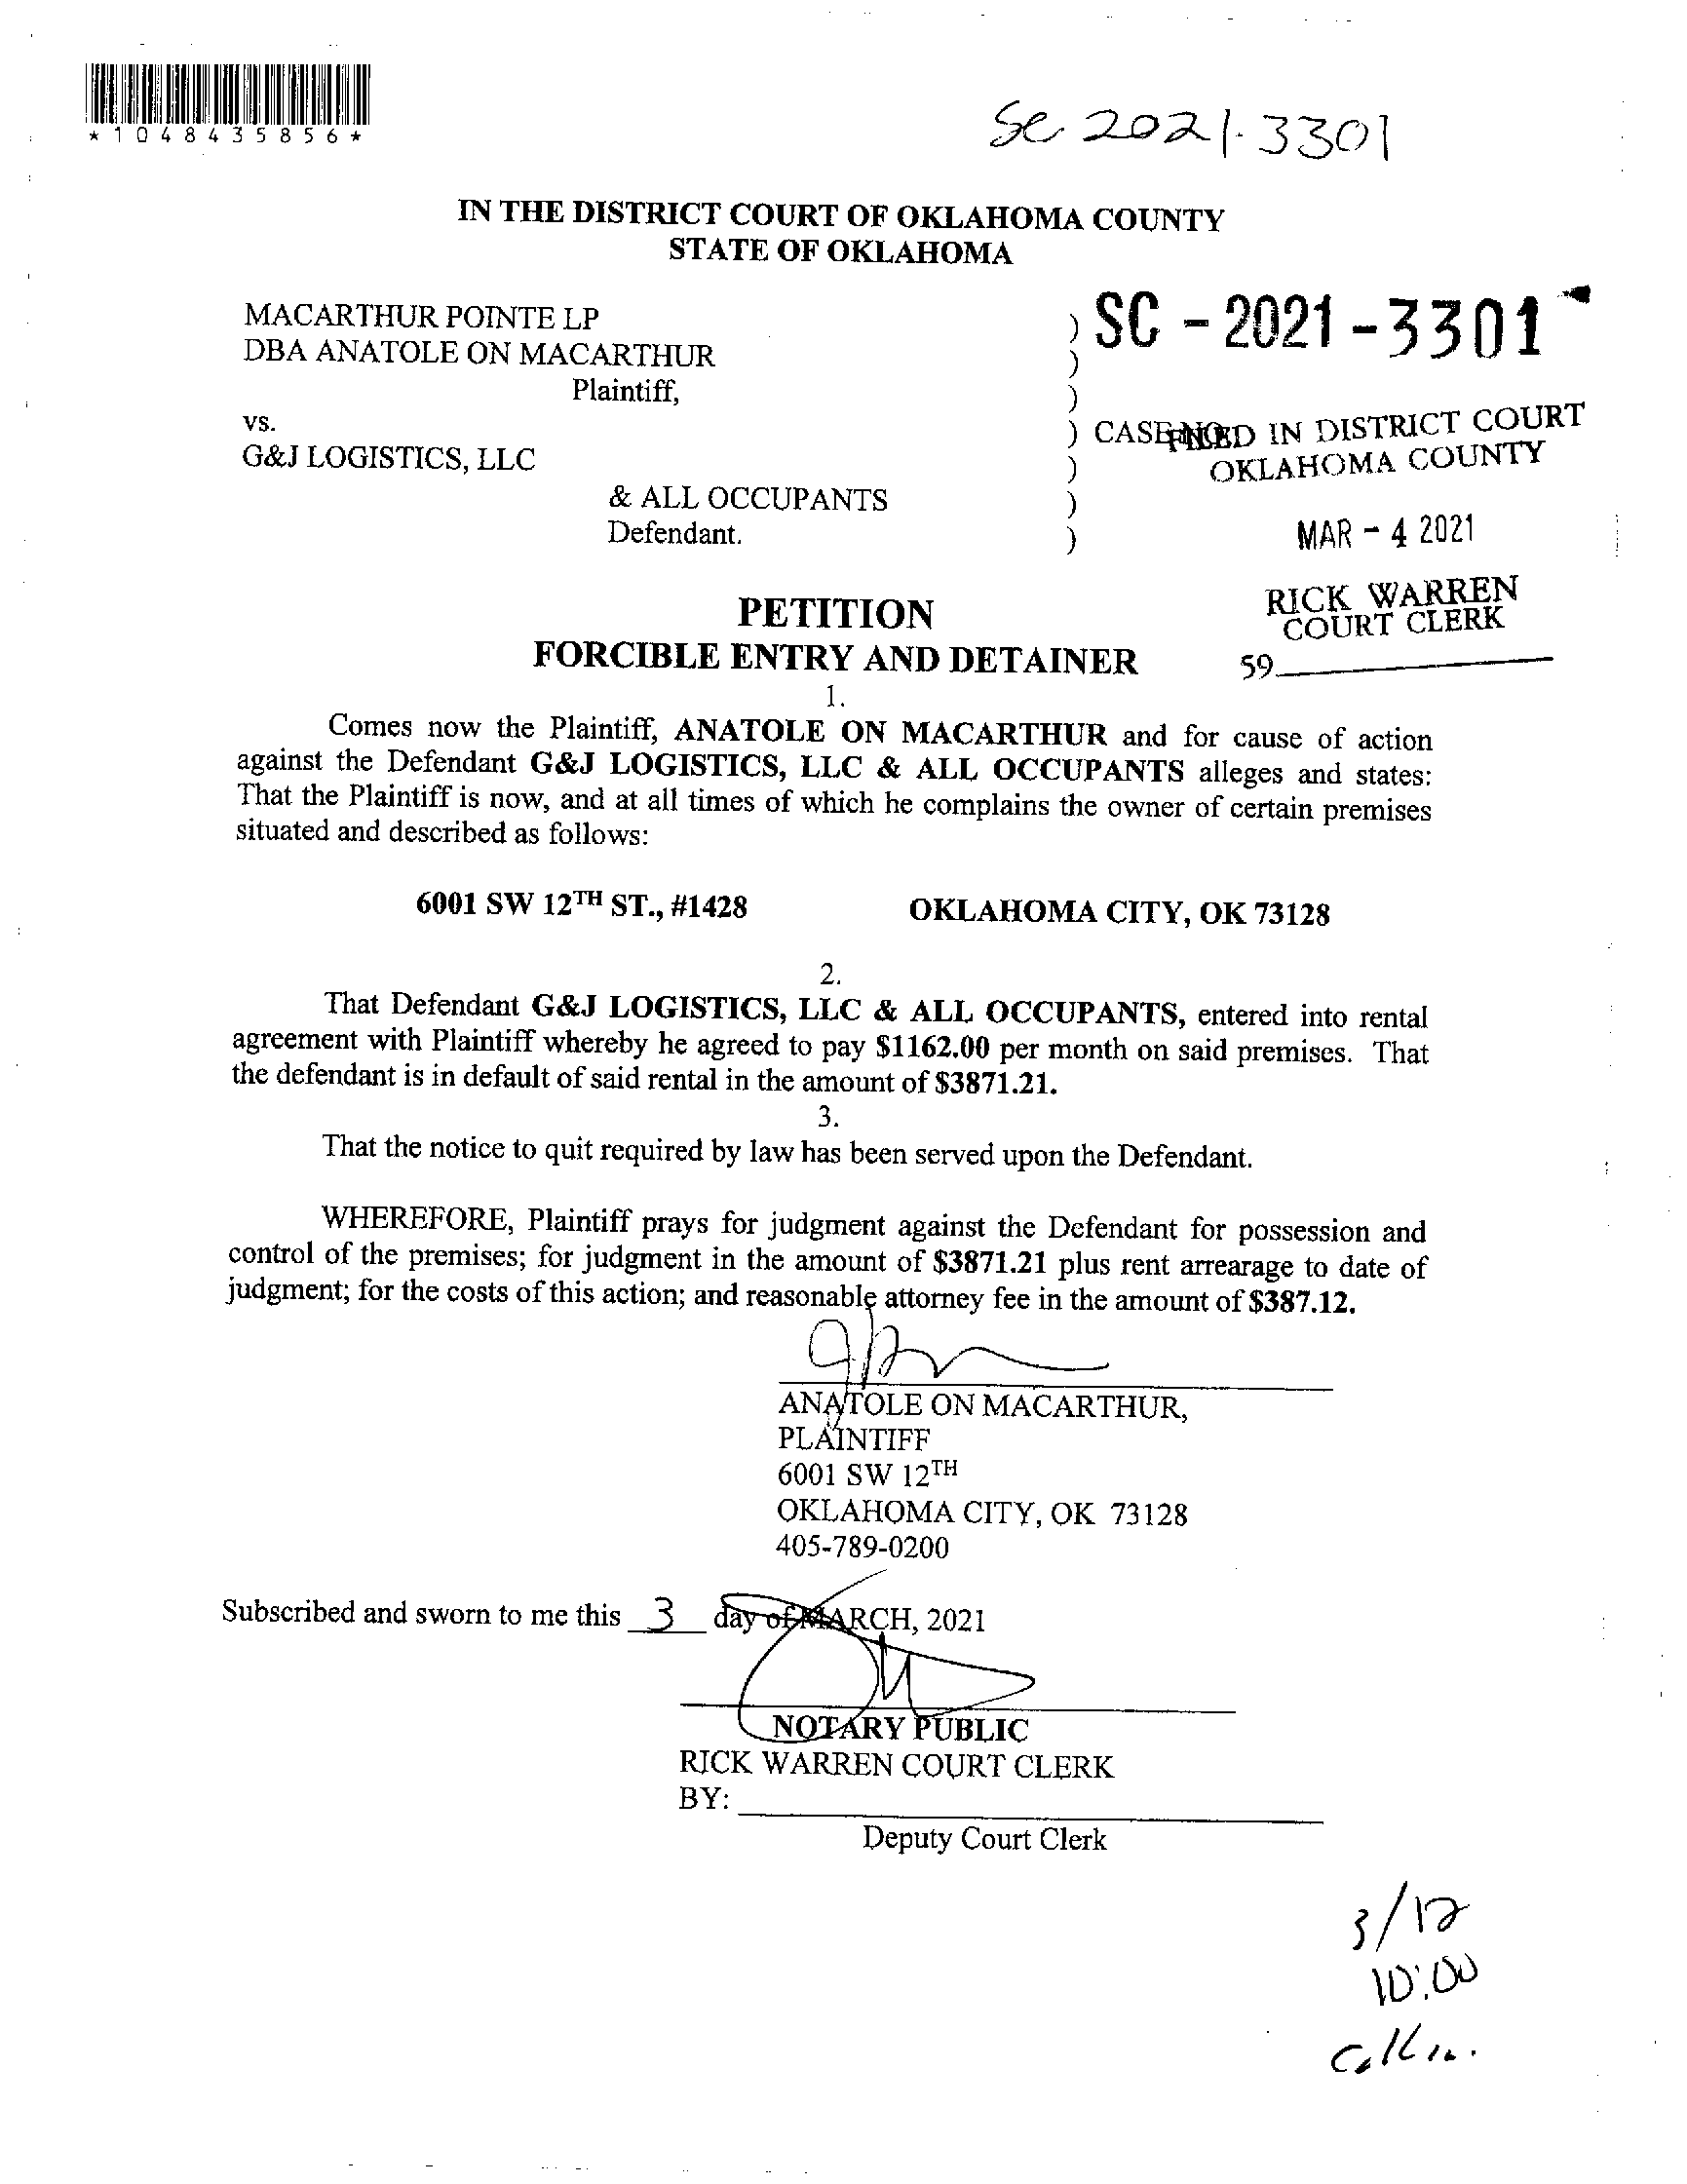 *1048435856*
SC 2021-3301
IN THE DISTRICT COURT OF OKLAHOMA COUNTY
STATE OF OKLAHOMA
MACARTHUR POINTE LP
DBA ANATOLE ON MACARTHUR
Plaintiff,
vs.
G&J LOGISTICS, LLC
& ALL OCCUPANTS
Defendant.
)
)
)
)
)
)
)
SC - 2021 - 3301
CASE NO.
FILED IN DISTRICT COURT
OKLAHOMA COUNTY
MAR - 4 2021
RICK WARREN
COURT CLERK
59
PETITION
FORCIBLE ENTRY AND DETAINER
1.
Comes now the Plaintiff, ANATOLE ON MACARTHUR and for cause of action
against the Defendant G&J LOGISTICS, LLC & ALL OCCUPANTS alleges and states:
That the Plaintiff is now, and at all times of which he complains the owner of certain premises
situated and described as follows:
6001 SW 12TH ST., #1428 OKLAHOMA CITY, OK 73128
2.
That Defendant G&J LOGISTICS, LLC & ALL OCCUPANTS, entered into rental
agreement with Plaintiff whereby he agreed to pay $1162.00 per month on said premises. That
the defendant is in default of said rental in the amount of $3871.21.
3.
That the notice to quit required by law has been served upon the Defendant.
WHEREFORE, Plaintiff prays for judgment against the Defendant for possession and
control of the premises; for judgment in the amount of $3871.21 plus rent arrearage to date of
judgment; for the costs of this action; and reasonable attorney fee in the amount of $387.12.
ANATOLE ON MACARTHUR,
PLAINTIFF
6001 SW 12TH
OKLAHOMA CITY, OK 73128
405-789-0200
Subscribed and sworn to me this 3 day of MARCH, 2021
NOTARY PUBLIC
RICK WARREN COURT CLERK
BY:
Deputy Court Clerk
3/12
10:00